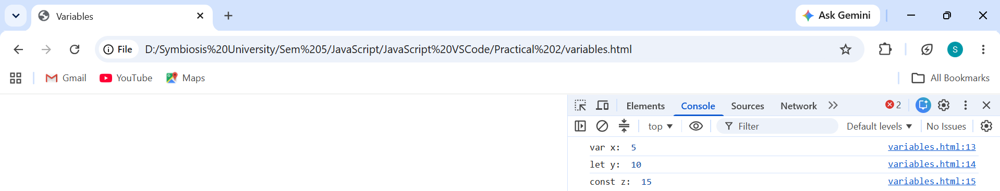 Variables
Ask Gemini
File D:/Symbiosis%20University/Sem%205/JavaScript/JavaScript%20VSCode/Practical%202/variables.html
S
Gmail YouTube Maps All Bookmarks
Elements Console Sources Network 2
top Filter Default levels No Issues
var x: 5 variables.html:13
let y: 10 variables.html:14
const z: 15 variables.html:15